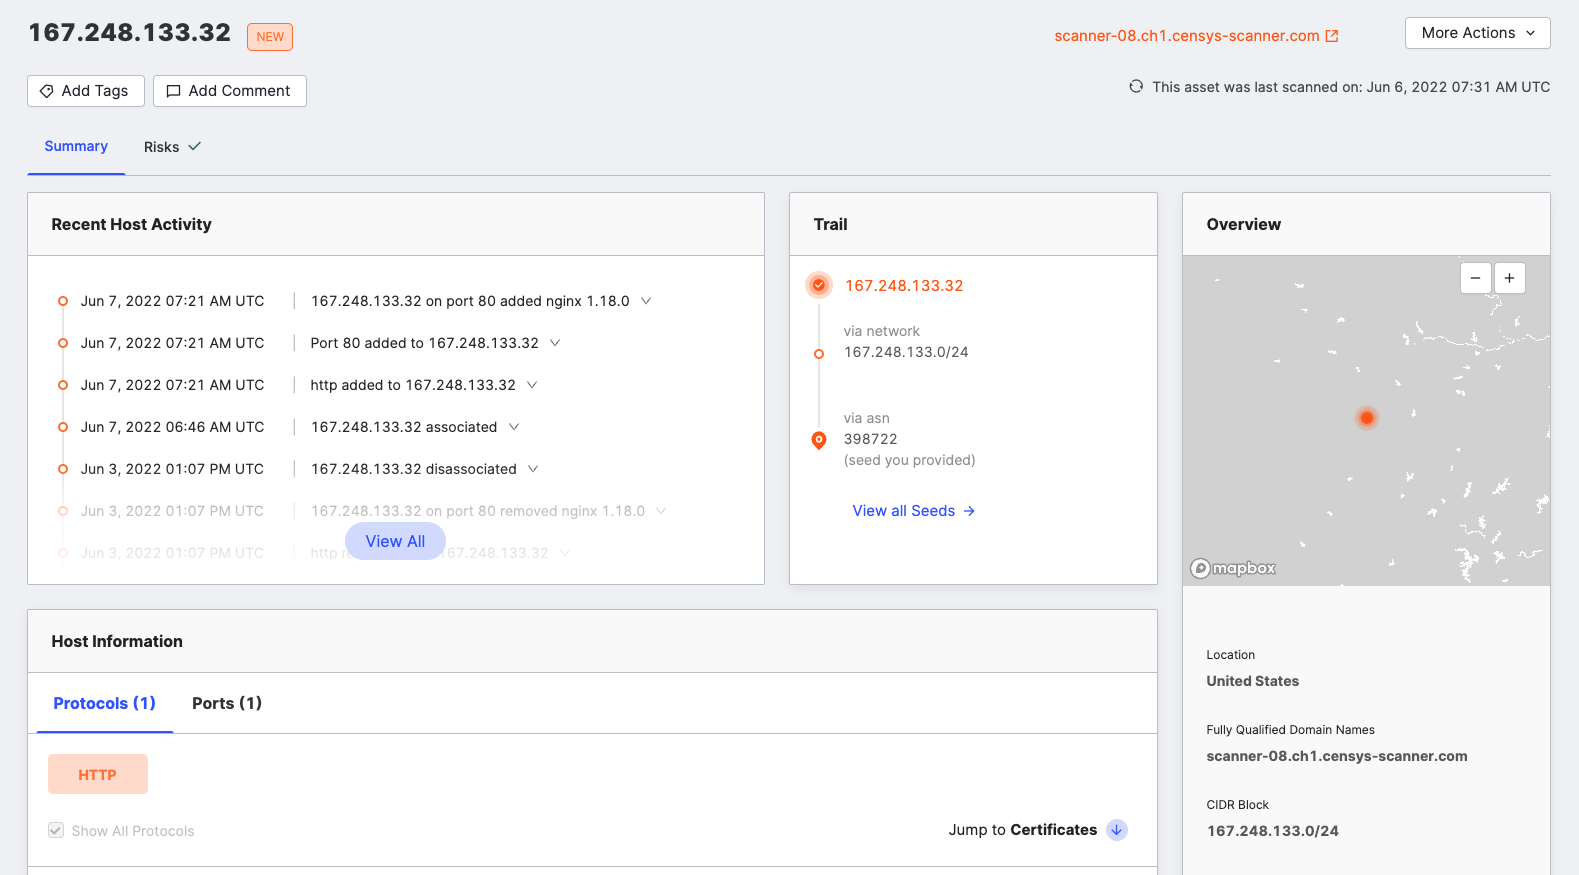 167.248.133.32 NEW
scanner-08.ch1.censys-scanner.com
More Actions
Add Tags
Add Comment
This asset was last scanned on: Jun 6, 2022 07:31 AM UTC
Summary
Risks
Recent Host Activity
Jun 7, 2022 07:21 AM UTC | 167.248.133.32 on port 80 added nginx 1.18.0
Jun 7, 2022 07:21 AM UTC | Port 80 added to 167.248.133.32
Jun 7, 2022 07:21 AM UTC | http added to 167.248.133.32
Jun 7, 2022 06:46 AM UTC | 167.248.133.32 associated
Jun 3, 2022 01:07 PM UTC | 167.248.133.32 disassociated
Jun 3, 2022 01:07 PM UTC | 167.248.133.32 on port 80 removed nginx 1.18.0
Jun 3, 2022 01:07 PM UTC | http 167.248.133.32
View All
Trail
167.248.133.32
via network
167.248.133.0/24
via asn
398722
(seed you provided)
View all Seeds
Overview
− +
mapbox
Location
United States
Fully Qualified Domain Names
scanner-08.ch1.censys-scanner.com
CIDR Block
167.248.133.0/24
Host Information
Protocols (1)
Ports (1)
HTTP
Show All Protocols
Jump to Certificates